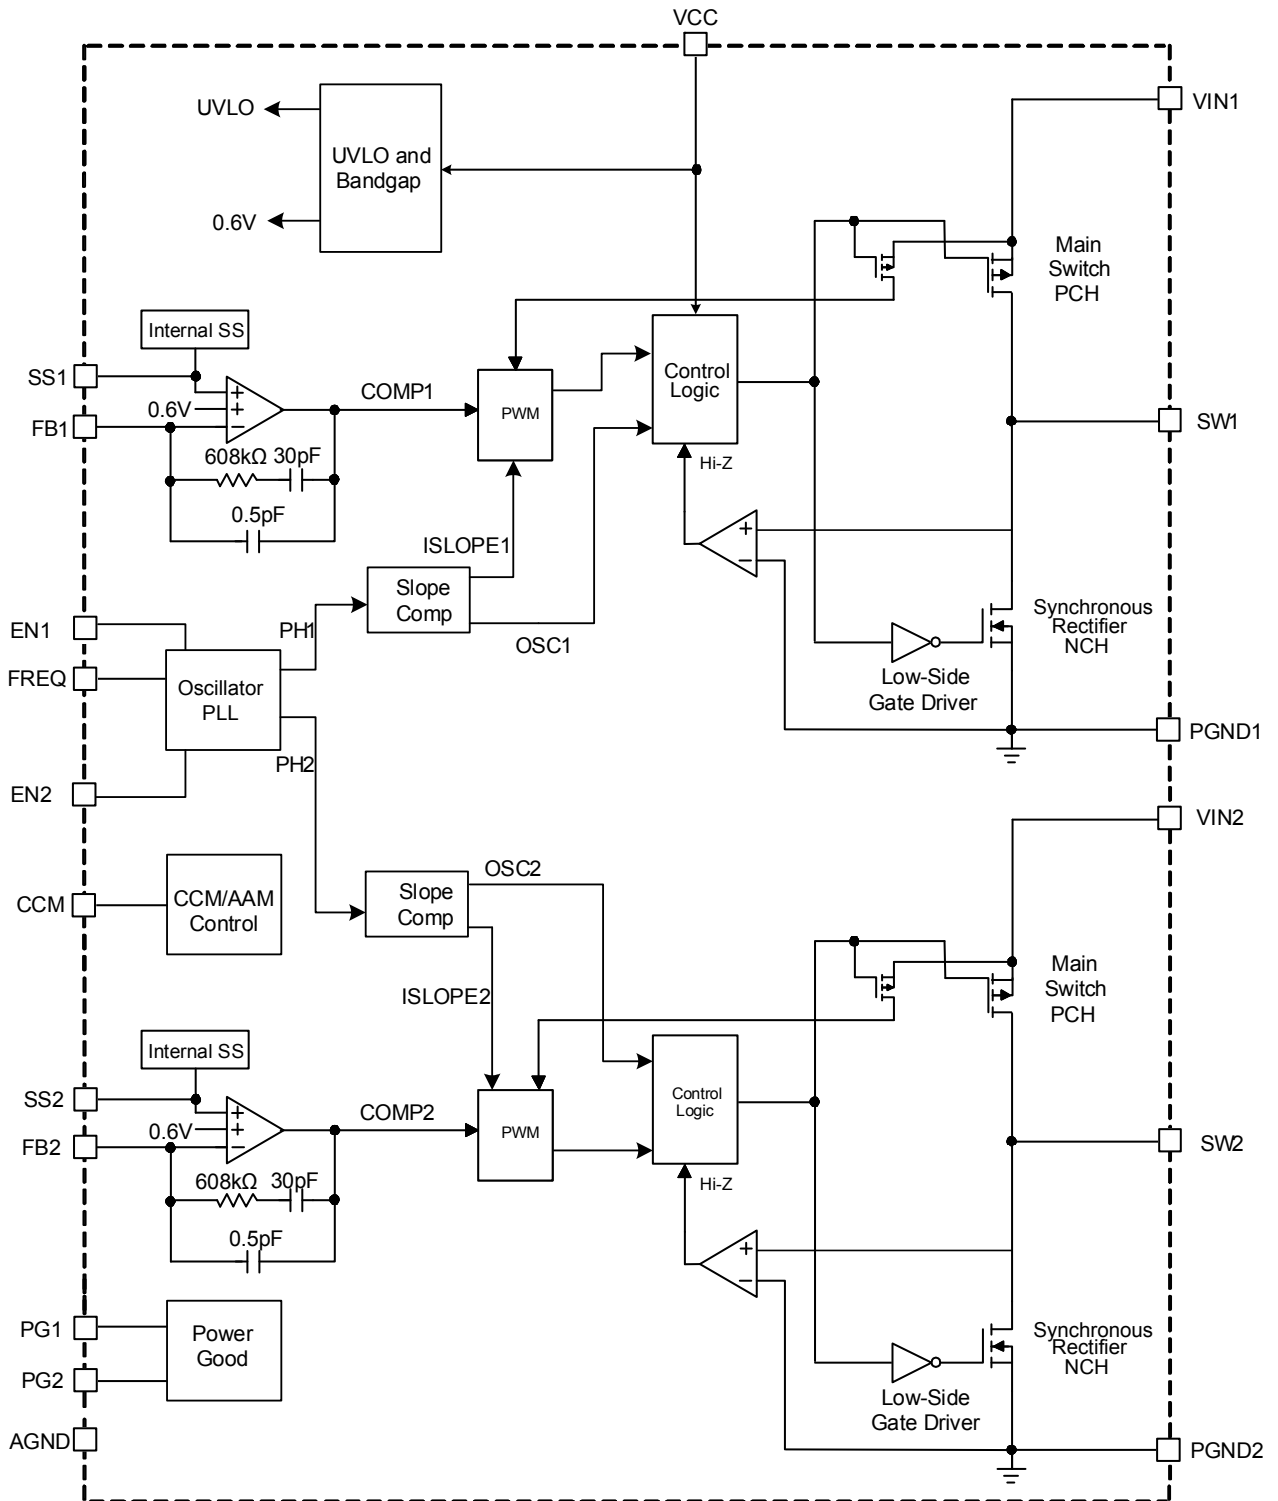 VCC
VIN1
UVLO
UVLO and
Bandgap
0.6V
Main
Switch
PCH
Internal SS
SS1
+
0.6V
+
FB1
−
COMP1
PWM
Control
Logic
SW1
608kΩ
30pF
0.5pF
Hi-Z
+
−
ISLOPE1
Slope
Comp
OSC1
EN1
PH1
FREQ
Oscillator
PLL
Synchronous
Rectifier
NCH
Low-Side
Gate Driver
PGND1
PH2
EN2
VIN2
CCM
CCM/AAM
Control
Slope
Comp
OSC2
ISLOPE2
Main
Switch
PCH
Internal SS
SS2
+
0.6V
+
FB2
−
COMP2
PWM
Control
Logic
SW2
608kΩ
30pF
0.5pF
Hi-Z
+
−
PG1
PG2
Power
Good
Synchronous
Rectifier
NCH
Low-Side
Gate Driver
AGND
PGND2